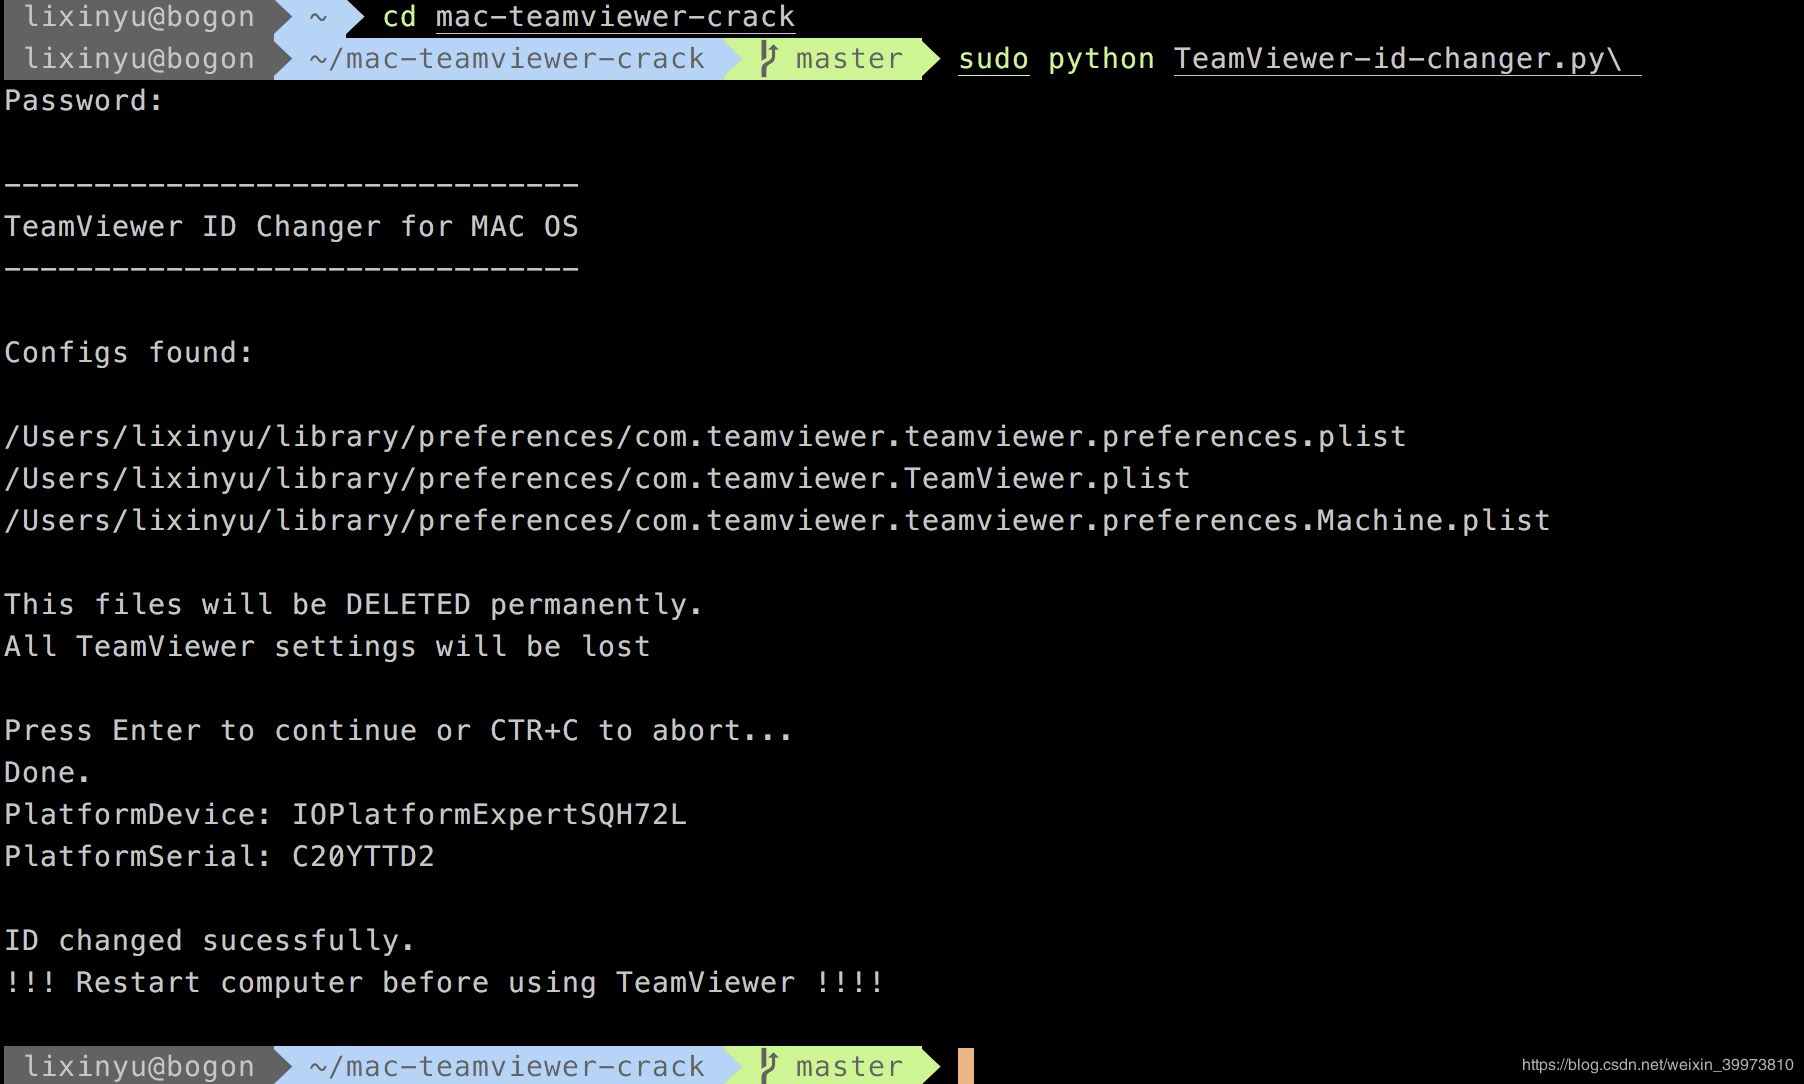 lixinyu@bogon ~ cd mac-teamviewer-crack
lixinyu@bogon ~/mac-teamviewer-crack master sudo python TeamViewer-id-changer.py\
Password:
--------------------------------
TeamViewer ID Changer for MAC OS
--------------------------------
Configs found:
/Users/lixinyu/library/preferences/com.teamviewer.teamviewer.preferences.plist
/Users/lixinyu/library/preferences/com.teamviewer.TeamViewer.plist
/Users/lixinyu/library/preferences/com.teamviewer.teamviewer.preferences.Machine.plist
This files will be DELETED permanently.
All TeamViewer settings will be lost
Press Enter to continue or CTR+C to abort...
Done.
PlatformDevice: IOPlatformExpertSQH72L
PlatformSerial: C20YTTD2
ID changed sucessfully.
!!! Restart computer before using TeamViewer !!!!
lixinyu@bogon ~/mac-teamviewer-crack master
https://blog.csdn.net/weixin_39973810